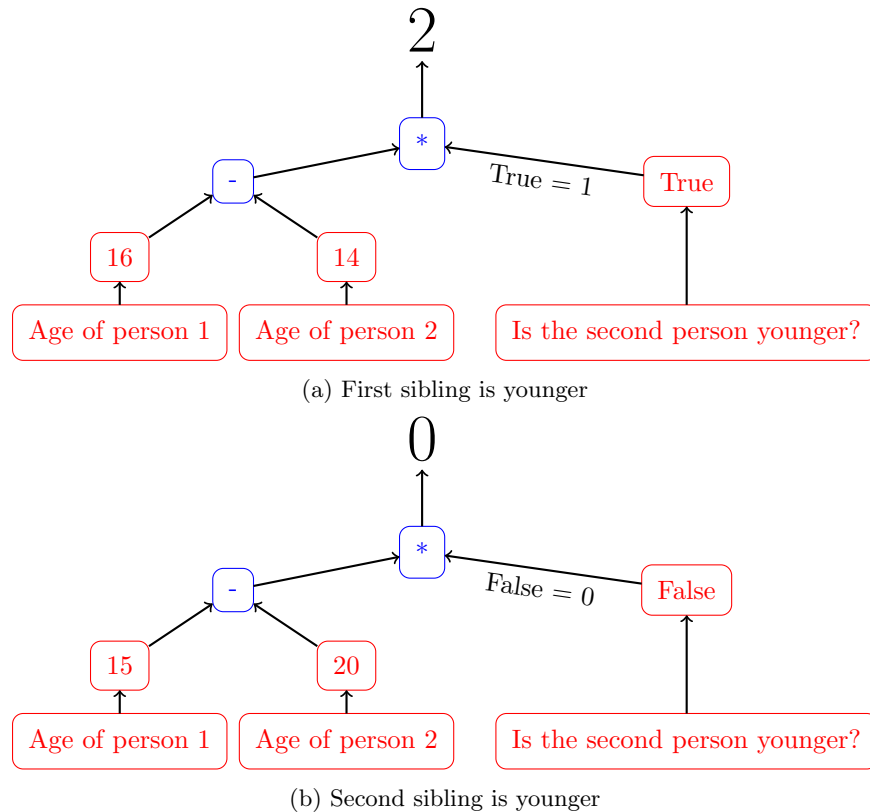 2
*
-
True = 1
True
16
14
Age of person 1
Age of person 2
Is the second person younger?
(a) First sibling is younger
0
*
-
False = 0
False
15
20
Age of person 1
Age of person 2
Is the second person younger?
(b) Second sibling is younger